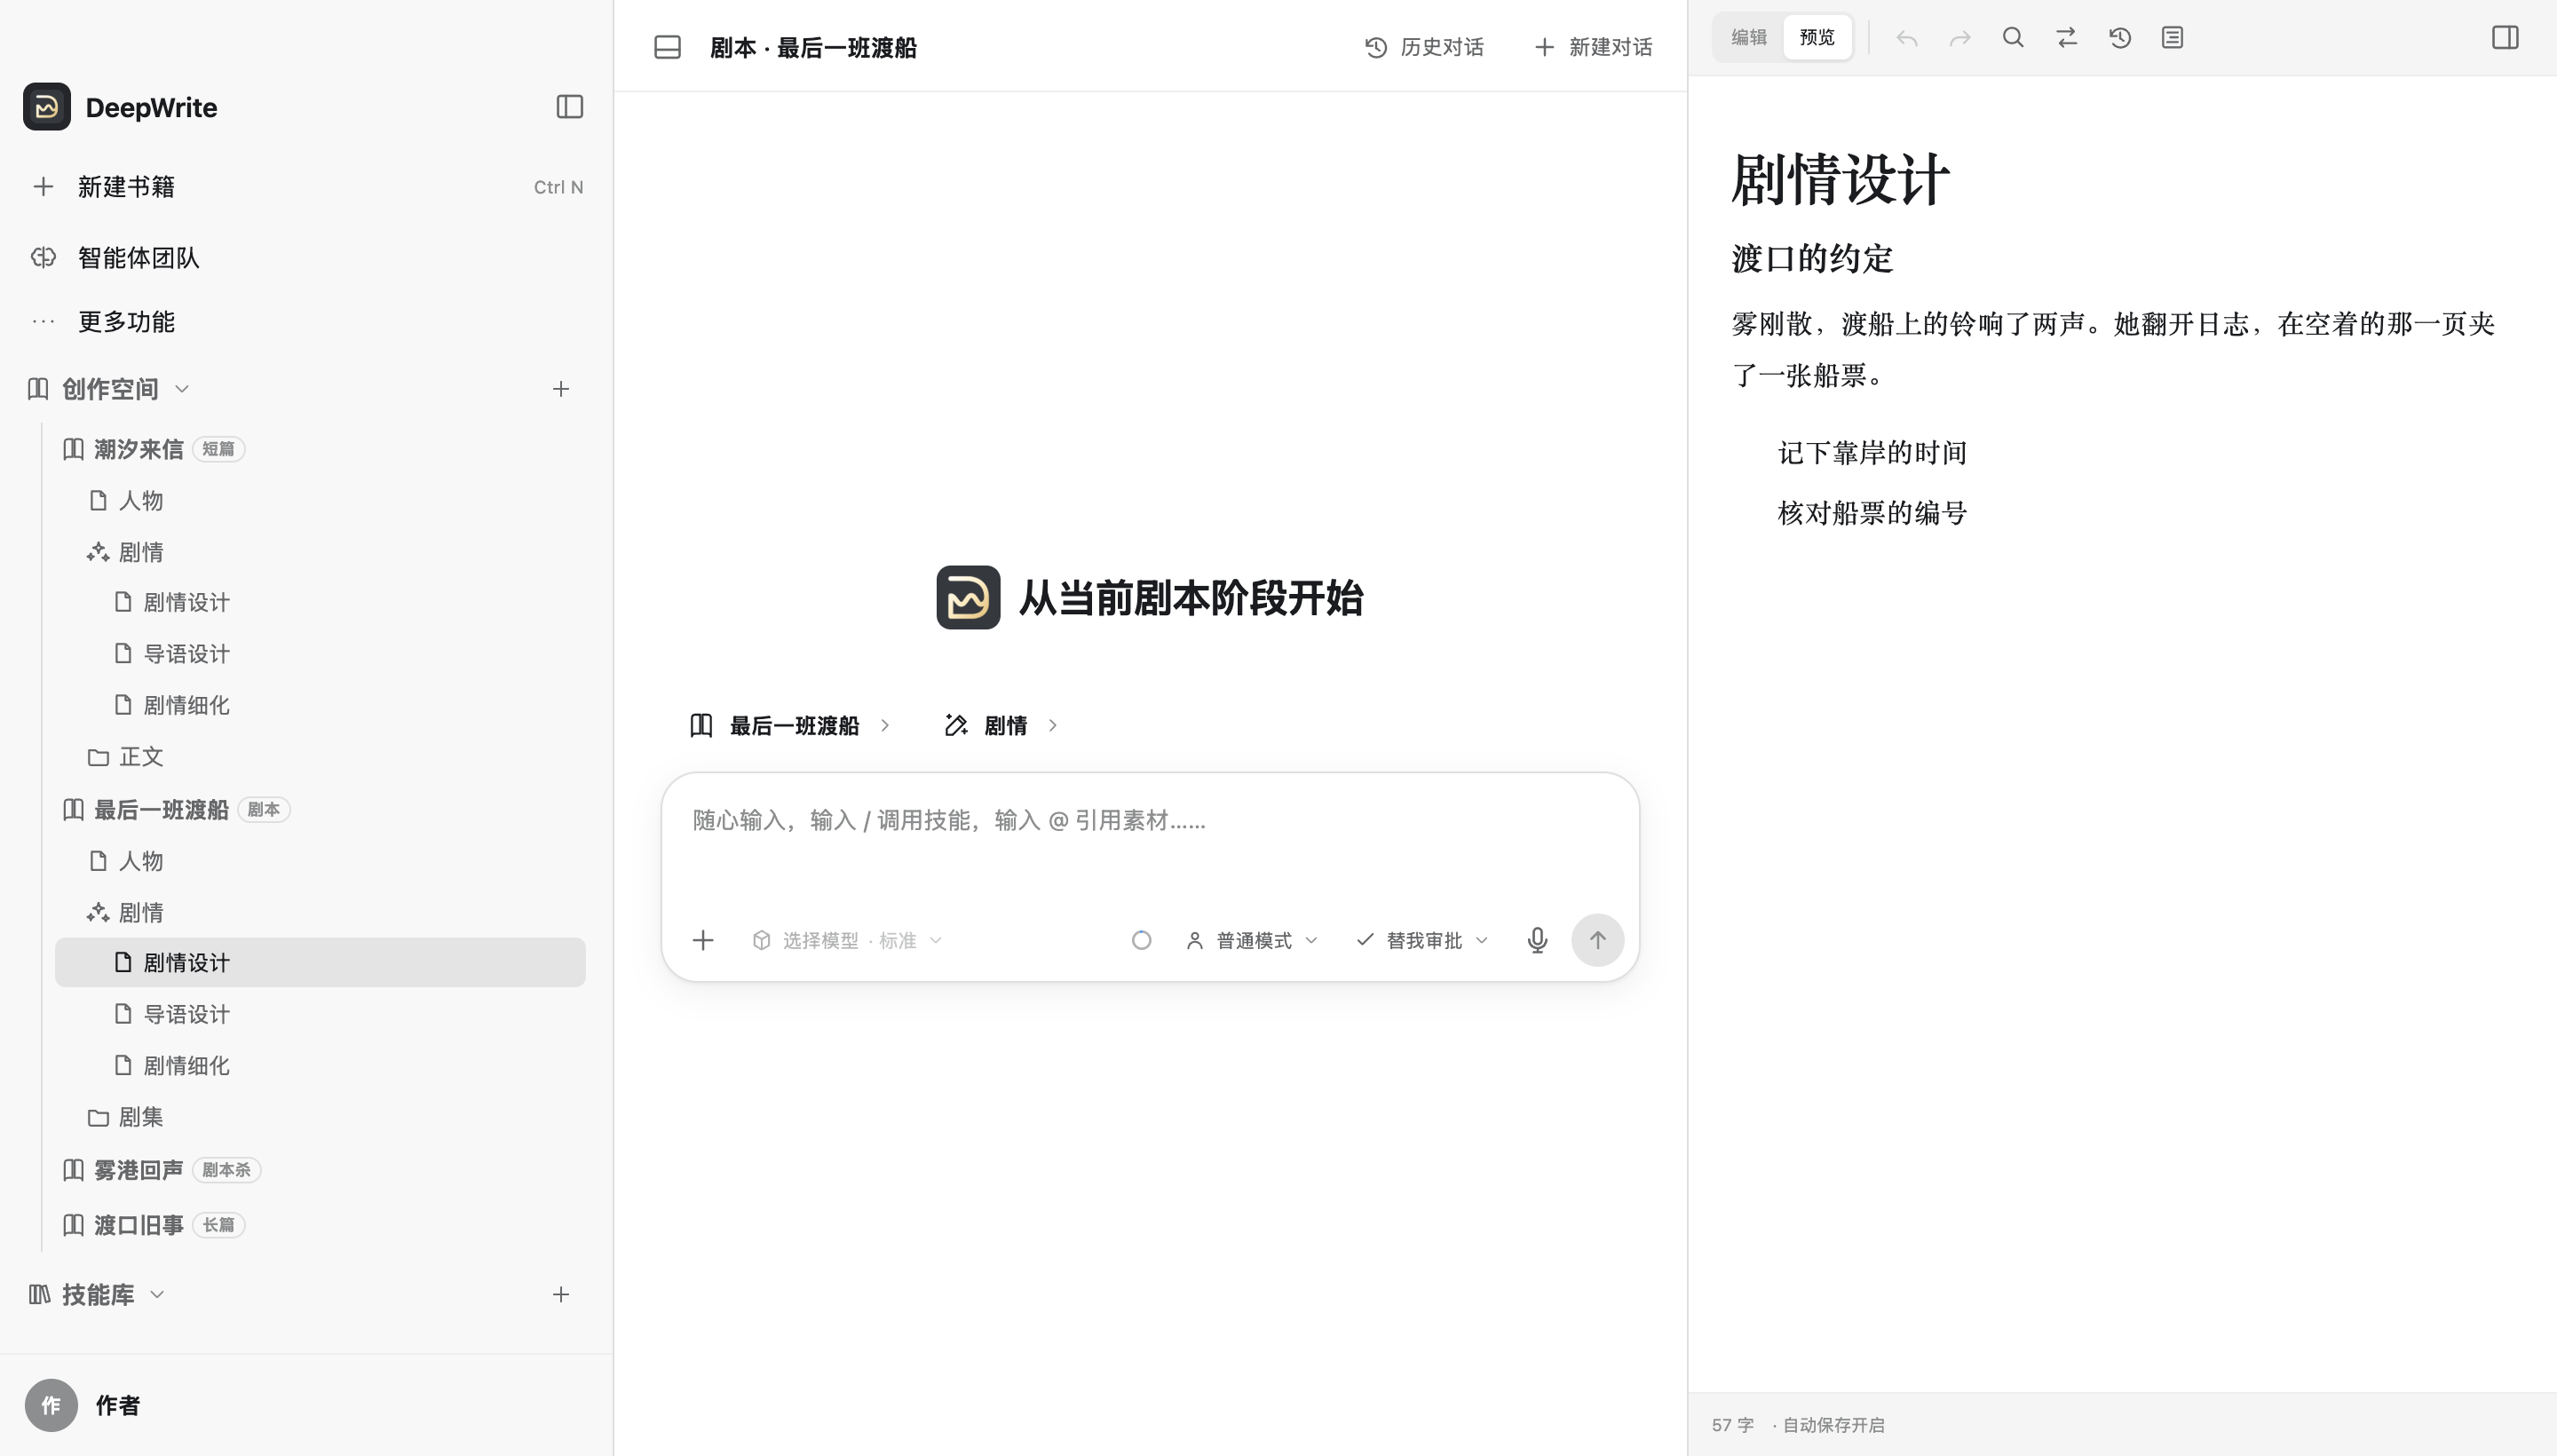 DeepWrite
新建书籍 Ctrl N
智能体团队
更多功能
创作空间
潮汐来信 短篇
人物
剧情
剧情设计
导语设计
剧情细化
正文
最后一班渡船 剧本
人物
剧情
剧情设计
导语设计
剧情细化
剧集
雾港回声 剧本杀
渡口旧事 长篇
技能库
作 作者
剧本 · 最后一班渡船 历史对话 新建对话
从当前剧本阶段开始
最后一班渡船 剧情
随心输入，输入 / 调用技能，输入 @ 引用素材……
选择模型 · 标准 普通模式 替我审批
编辑 预览
剧情设计
渡口的约定
雾刚散，渡船上的铃响了两声。她翻开日志，在空着的那一页夹
了一张船票。
记下靠岸的时间
核对船票的编号
57 字 · 自动保存开启